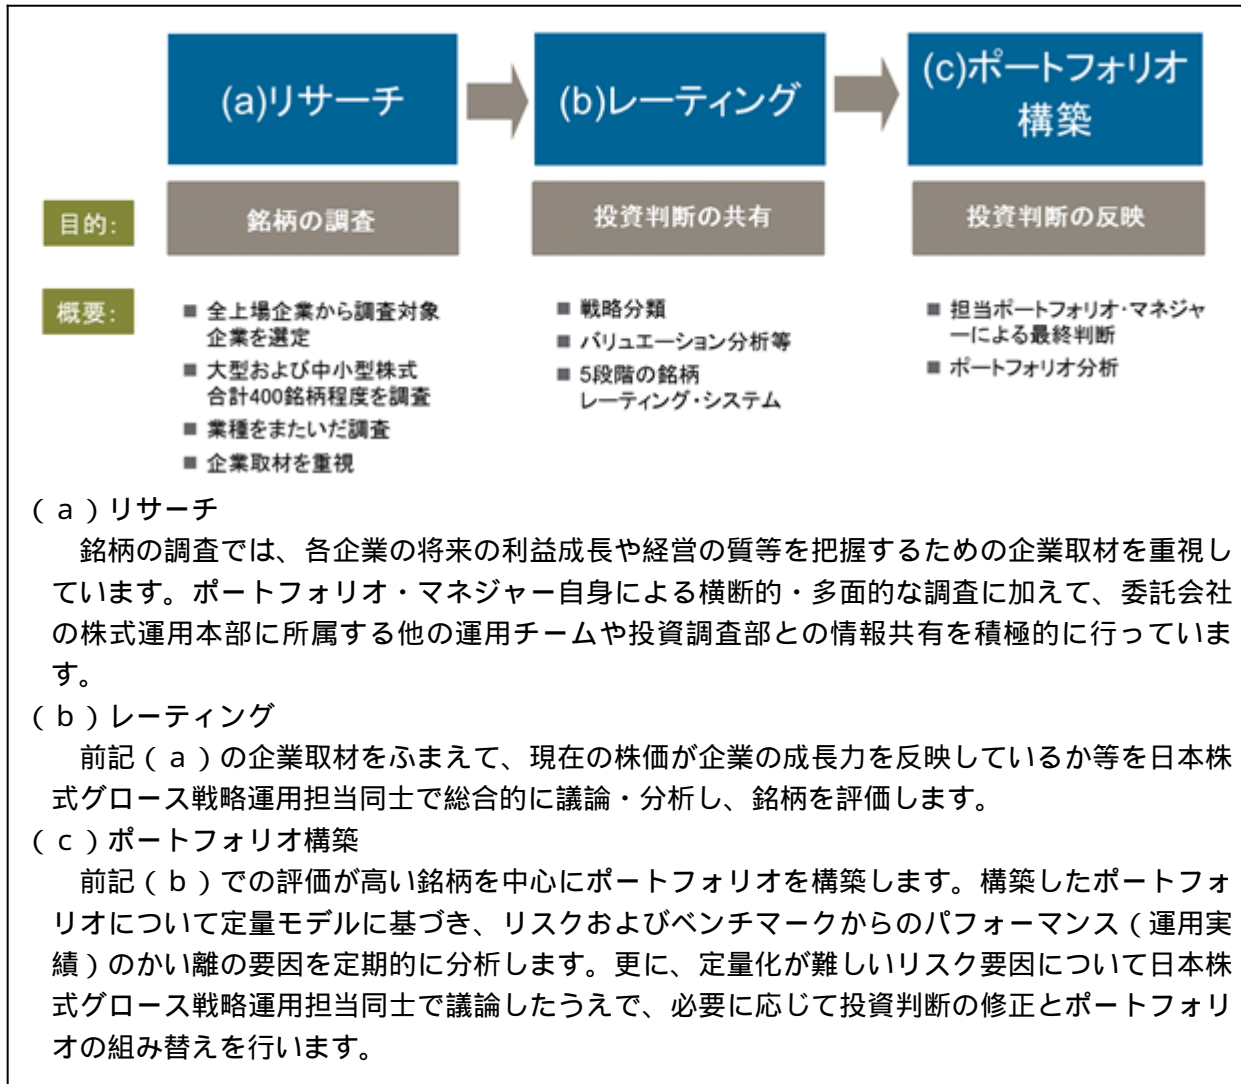 (a)リサーチ
(b)レーティング
(c)ポートフォリオ
構築
目的:
銘柄の調査
投資判断の共有
投資判断の反映
概要:
■ 全上場企業から調査対象
企業を選定
■ 大型および中小型株式
合計400銘柄程度を調査
■ 業種をまたいだ調査
■ 企業取材を重視
■ 戦略分類
■ バリュエーション分析等
■ 5段階の銘柄
レーティング・システム
■ 担当ポートフォリオ・マネジャ
ーによる最終判断
■ ポートフォリオ分析
(a)リサーチ
銘柄の調査では、各企業の将来の利益成長や経営の質等を把握するための企業取材を重視し
ています。ポートフォリオ・マネジャー自身による横断的・多面的な調査に加えて、委託会社
の株式運用本部に所属する他の運用チームや投資調査部との情報共有を積極的に行っていま
す。
(b)レーティング
前記(a)の企業取材をふまえて、現在の株価が企業の成長力を反映しているか等を日本株
式グロース戦略運用担当同士で総合的に議論・分析し、銘柄を評価します。
(c)ポートフォリオ構築
前記(b)での評価が高い銘柄を中心にポートフォリオを構築します。構築したポートフォ
リオについて定量モデルに基づき、リスクおよびベンチマークからのパフォーマンス(運用実
績)のかい離の要因を定期的に分析します。更に、定量化が難しいリスク要因について日本株
式グロース戦略運用担当同士で議論したうえで、必要に応じて投資判断の修正とポートフォリ
オの組み替えを行います。